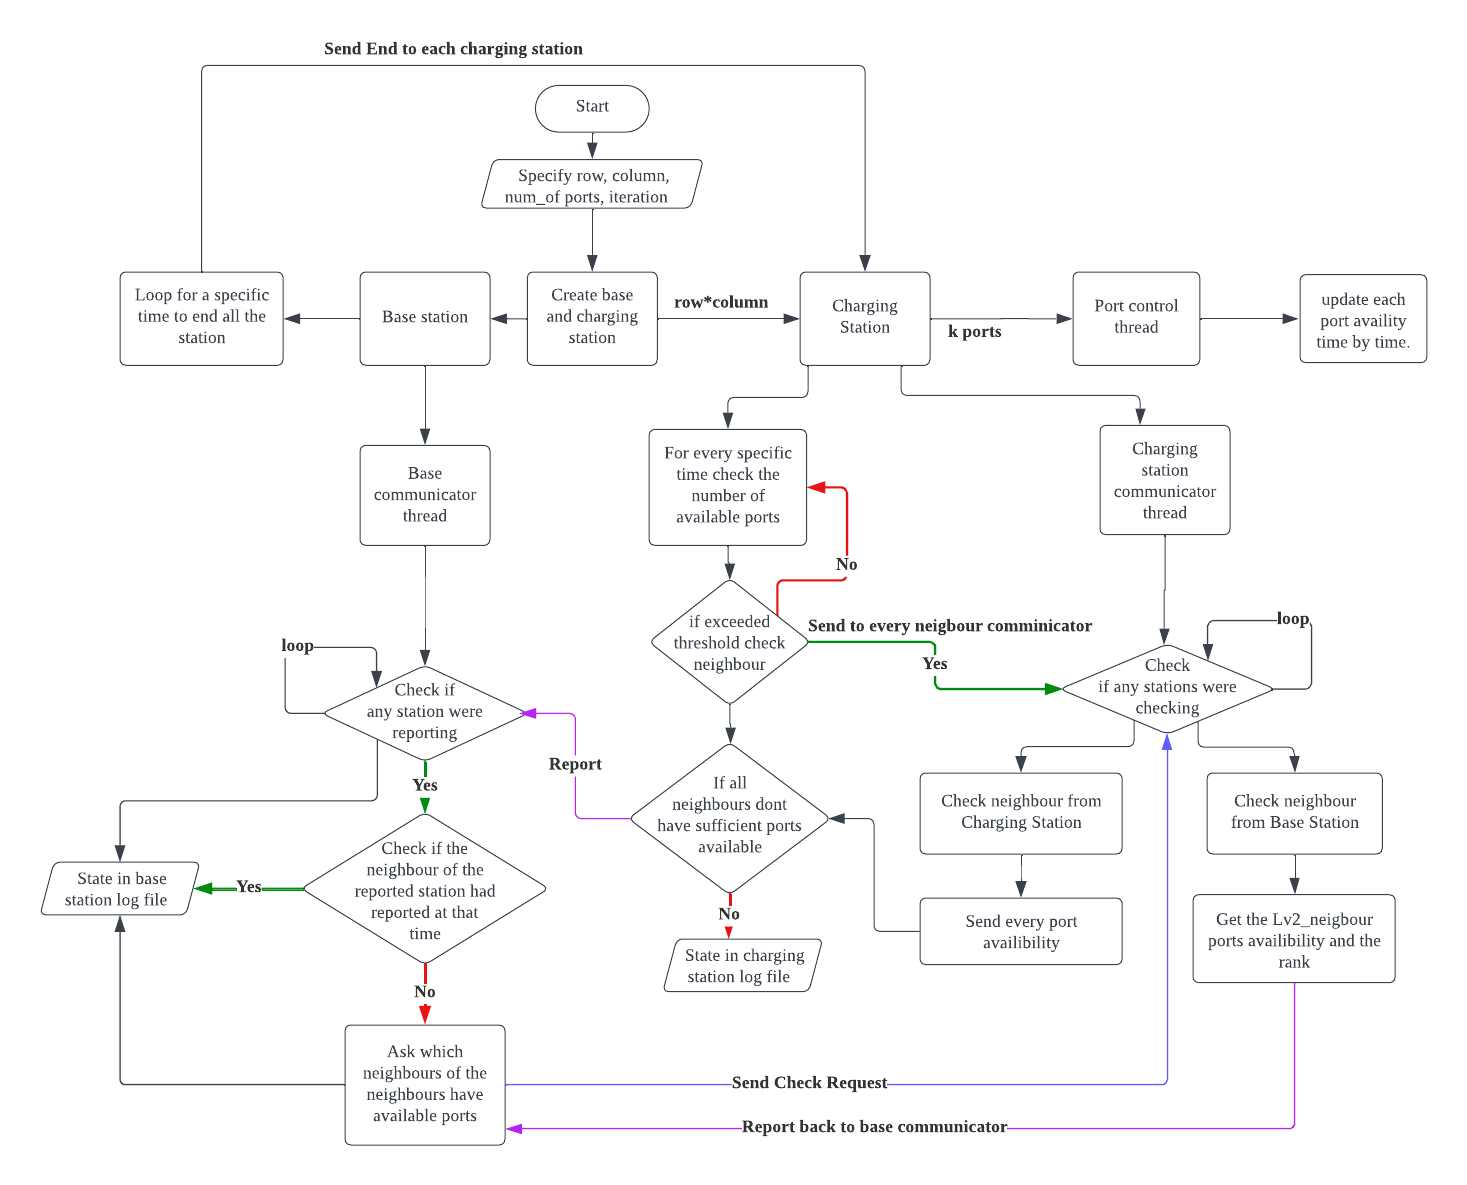 Send End to each charging station
Start
Specify row, column,
num_of ports, iteration
Loop for a specific
time to end all the
station
Base station
Create base
and charging
station
row*column
Charging
Station
k ports
Port control
thread
update each
port availity
time by time.
Base
communicator
thread
For every specific
time check the
number of
available ports
Charging
station
communicator
thread
No
if exceeded
threshold check
neighbour
Send to every neigbour comminicator
Yes
loop
Check
if any stations were
checking
loop
Check if
any station were
reporting
Report
Yes
If all
neighbours dont
have sufficient ports
available
Check neighbour from
Charging Station
Check neighbour
from Base Station
Check if the
neighbour of the
reported station had
reported at that
time
Yes
State in base
station log file
No
State in charging
station log file
Send every port
availibility
Get the Lv2_neigbour
ports availibility and the
rank
No
Ask which
neighbours of the
neighbours have
available ports
Send Check Request
Report back to base communicator